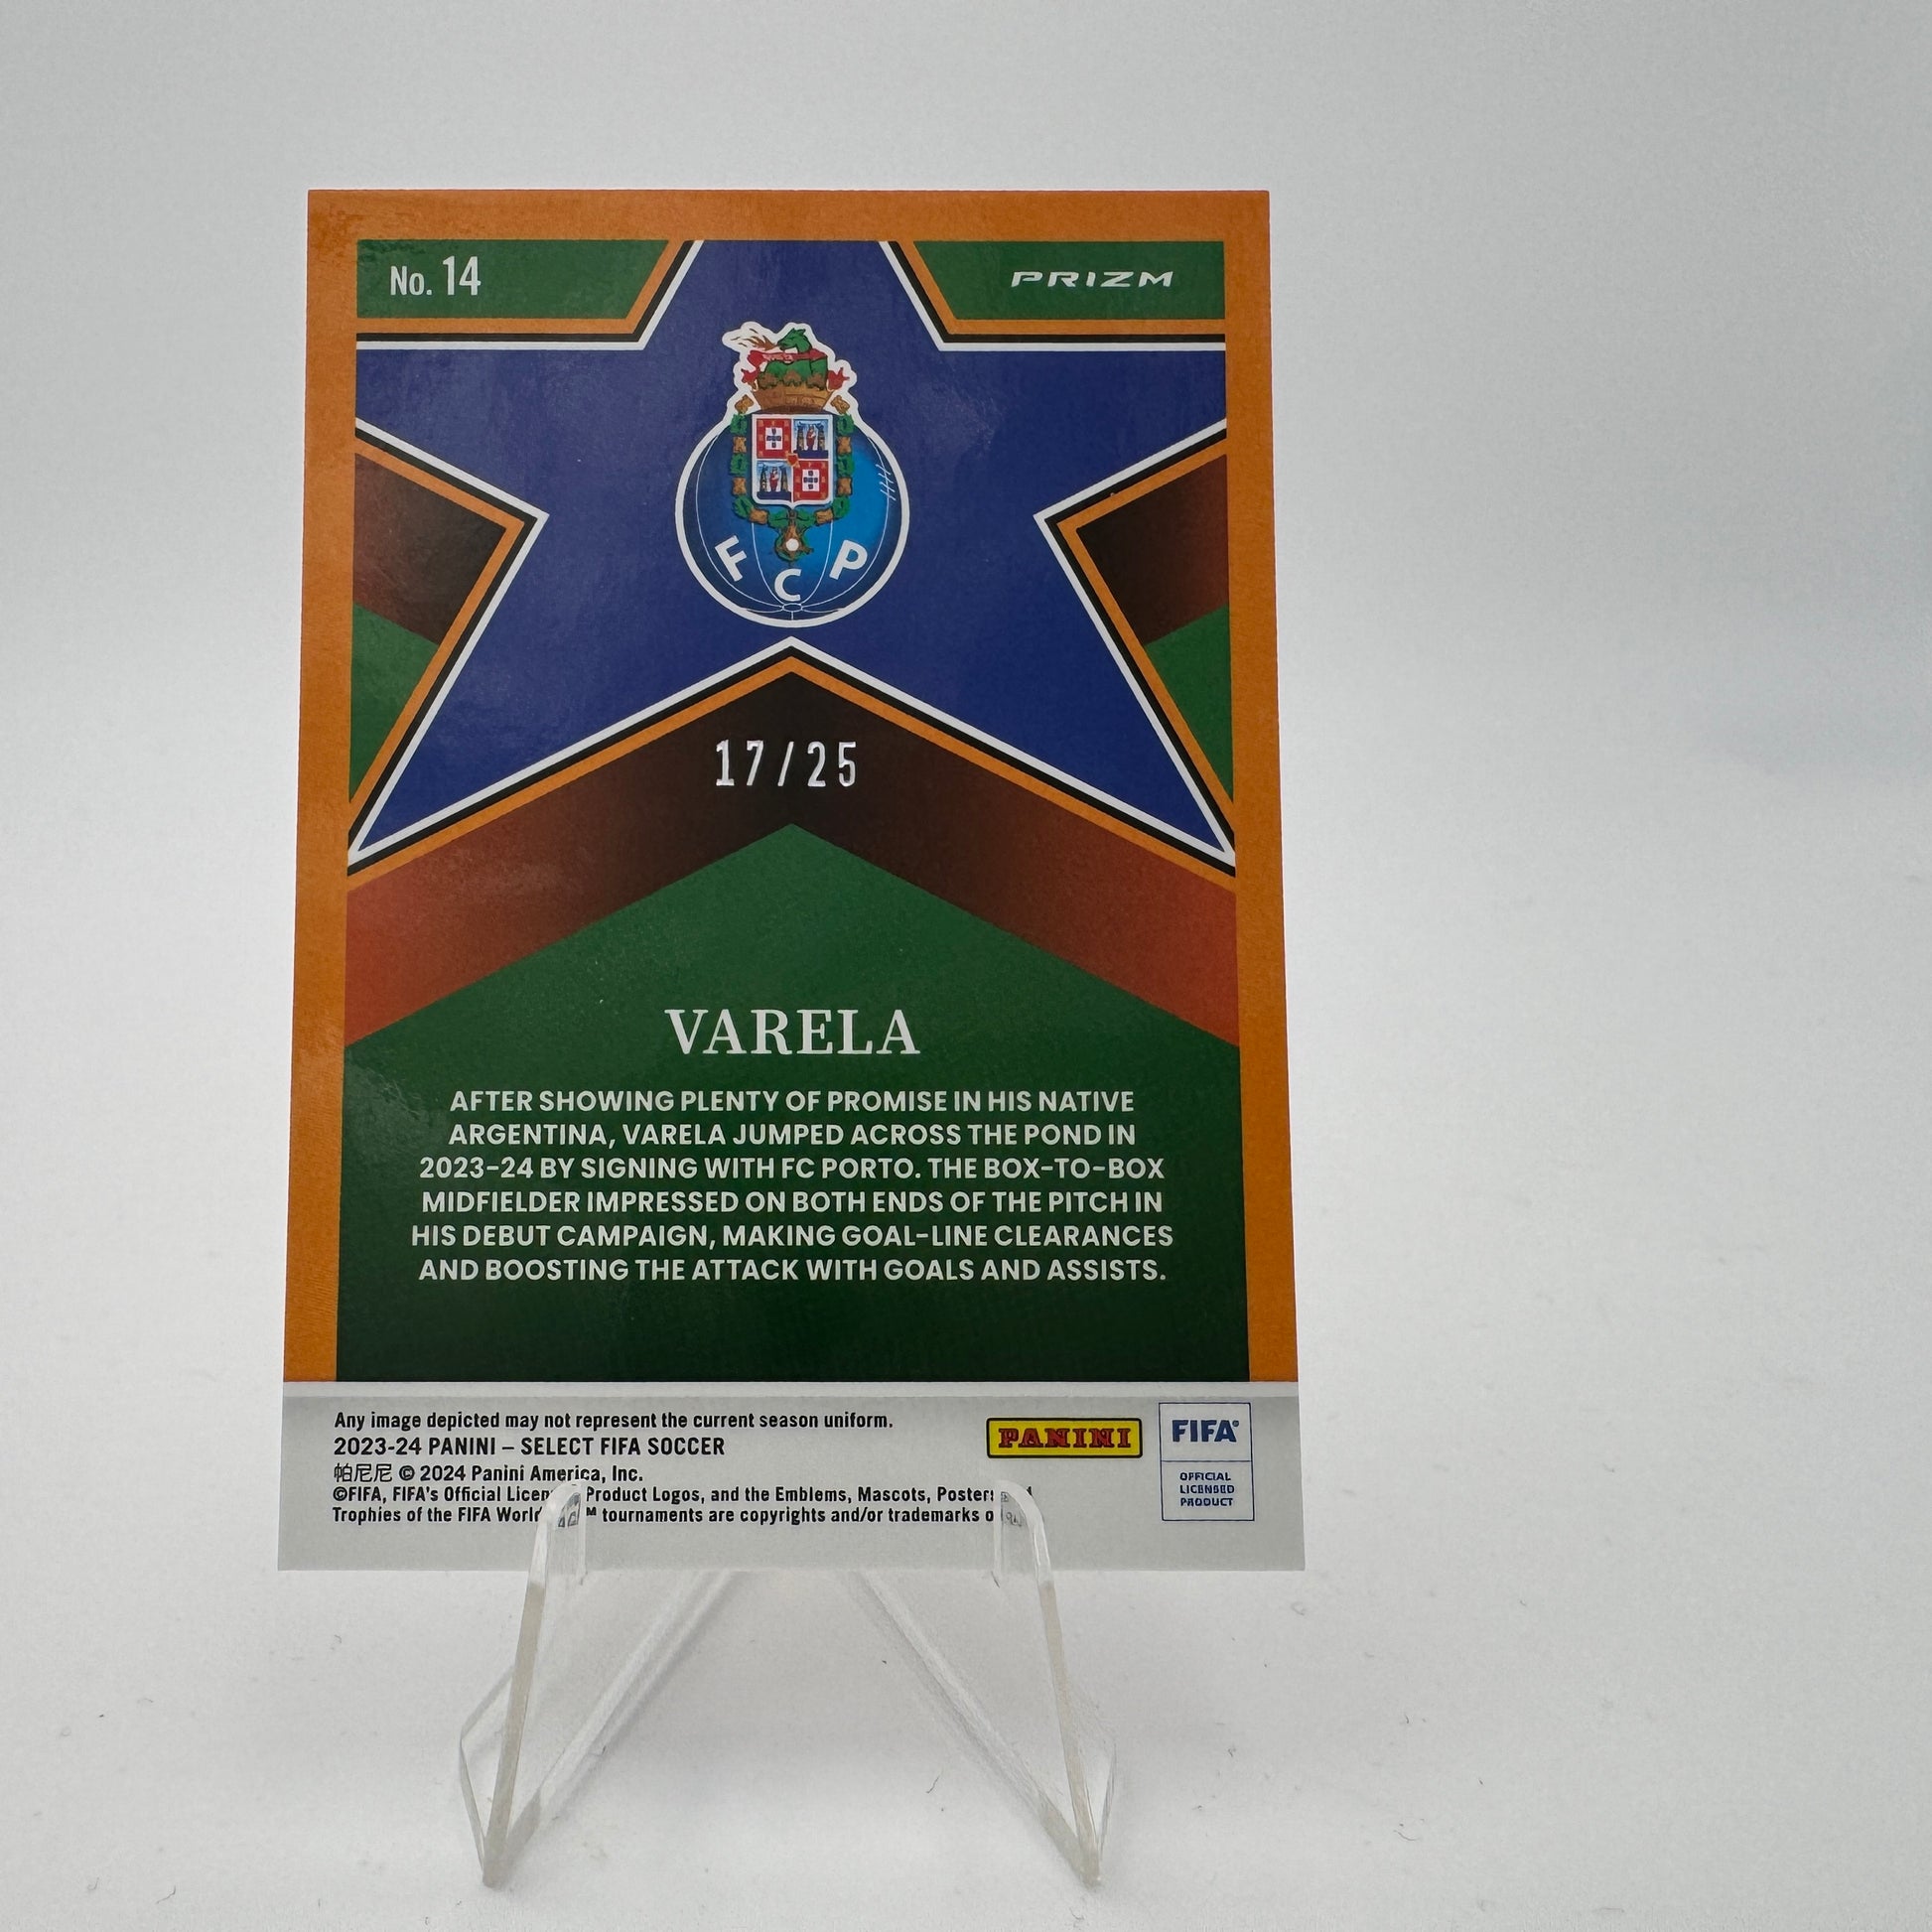 No. 14
PRIZM
F C P
17/25
VARELA
AFTER SHOWING PLENTY OF PROMISE IN HIS NATIVE
ARGENTINA, VARELA JUMPED ACROSS THE POND IN
2023-24 BY SIGNING WITH FC PORTO. THE BOX-TO-BOX
MIDFIELDER IMPRESSED ON BOTH ENDS OF THE PITCH IN
HIS DEBUT CAMPAIGN, MAKING GOAL-LINE CLEARANCES
AND BOOSTING THE ATTACK WITH GOALS AND ASSISTS.
Any image depicted may not represent the current season uniform.
2023-24 PANINI – SELECT FIFA SOCCER
帕尼尼 © 2024 Panini America, Inc.
©FIFA, FIFA's Official Product Logos, and the Emblems, Mascots,
Trophies of the FIFA World ™ tournaments are copyrights and/or trademarks
PANINI
FIFA®
OFFICIAL
LICENSED
PRODUCT